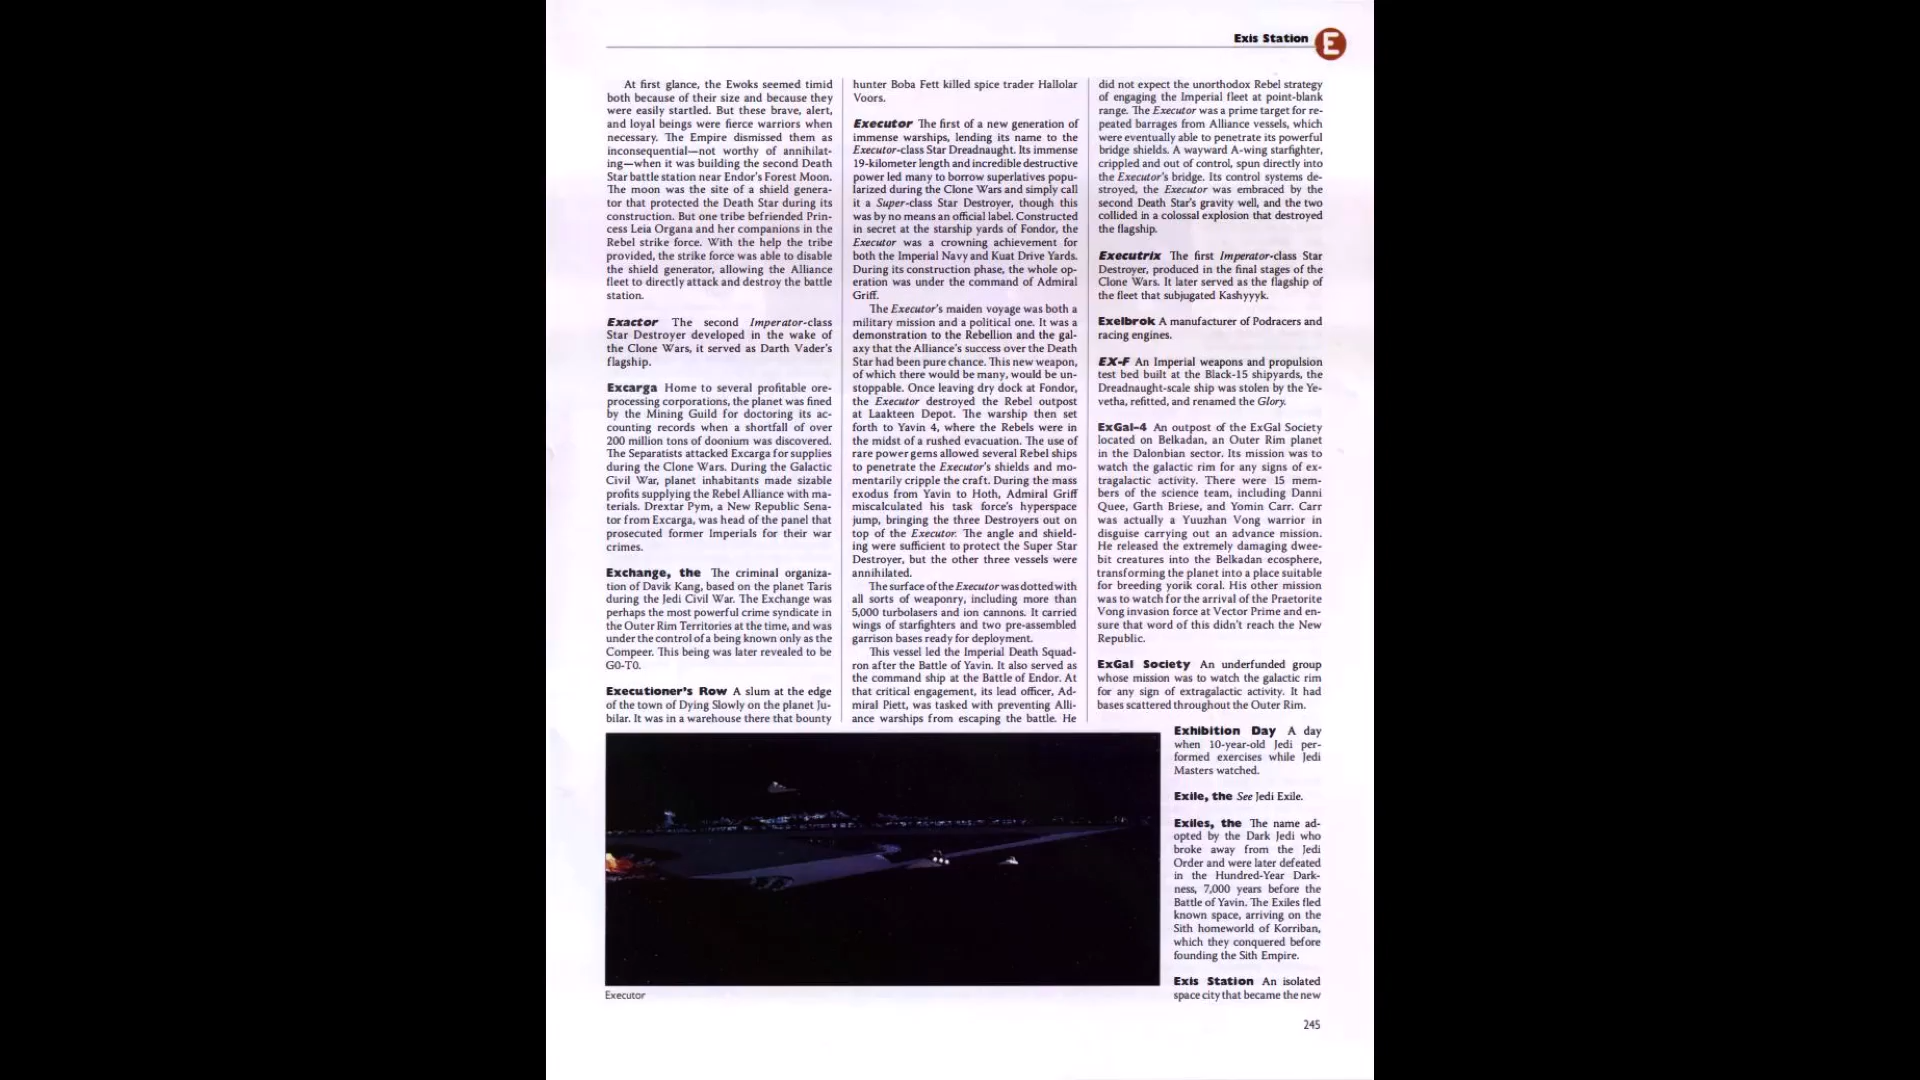 Exis Station E
At first glance, the Ewoks seemed timid
both because of their size and because they
were easily startled. But these brave, alert,
and loyal beings were fierce warriors when
necessary. The Empire dismissed them as
inconsequential—not worthy of annihilat-
ing—when it was building the second Death
Star battle station near Endor's Forest Moon.
The moon was the site of a shield genera-
tor that protected the Death Star during its
construction. But one tribe befriended Prin-
cess Leia Organa and her companions in the
Rebel strike force. With the help the tribe
provided, the strike force was able to disable
the shield generator, allowing the Alliance
fleet to directly attack and destroy the battle
station.
Exactor The second Imperator-class
Star Destroyer developed in the wake of
the Clone Wars, it served as Darth Vader's
flagship.
Excarga Home to several profitable ore-
processing corporations, the planet was fined
by the Mining Guild for doctoring its ac-
counting records when a shortfall of over
200 million tons of doonium was discovered.
The Separatists attacked Excarga for supplies
during the Clone Wars. During the Galactic
Civil War, planet inhabitants made sizable
profits supplying the Rebel Alliance with ma-
terials. Drextar Pym, a New Republic Sena-
tor from Excarga, was head of the panel that
prosecuted former Imperials for their war
crimes.
Exchange, the The criminal organiza-
tion of Davik Kang, based on the planet Taris
during the Jedi Civil War. The Exchange was
perhaps the most powerful crime syndicate in
the Outer Rim Territories at the time, and was
under the control of a being known only as the
Compeer. This being was later revealed to be
G0-T0.
Executioner's Row A slum at the edge
of the town of Dying Slowly on the planet Ju-
bilar. It was in a warehouse there that bounty
hunter Boba Fett killed spice trader Hallolar
Voors.
Executor The first of a new generation of
immense warships, lending its name to the
Executor-class Star Dreadnaught. Its immense
19-kilometer length and incredible destructive
power led many to borrow superlatives popu-
larized during the Clone Wars and simply call
it a Super-class Star Destroyer, though this
was by no means an official label. Constructed
in secret at the starship yards of Fondor, the
Executor was a crowning achievement for
both the Imperial Navy and Kuat Drive Yards.
During its construction phase, the whole op-
eration was under the command of Admiral
Griff.
The Executor's maiden voyage was both a
military mission and a political one. It was a
demonstration to the Rebellion and the gal-
axy that the Alliance's success over the Death
Star had been pure chance. This new weapon,
of which there would be many, would be un-
stoppable. Once leaving dry dock at Fondor,
the Executor destroyed the Rebel outpost
at Laakteen Depot. The warship then set
forth to Yavin 4, where the Rebels were in
the midst of a rushed evacuation. The use of
rare power gems allowed several Rebel ships
to penetrate the Executor's shields and mo-
mentarily cripple the craft. During the mass
exodus from Yavin to Hoth, Admiral Griff
miscalculated his task force's hyperspace
jump, bringing the three Destroyers out on
top of the Executor. The angle and shield-
ing were sufficient to protect the Super Star
Destroyer, but the other three vessels were
annihilated.
The surface of the Executor was dotted with
all sorts of weaponry, including more than
5,000 turbolasers and ion cannons. It carried
wings of starfighters and two pre-assembled
garrison bases ready for deployment.
This vessel led the Imperial Death Squad-
ron after the Battle of Yavin. It also served as
the command ship at the Battle of Endor. At
that critical engagement, its lead officer, Ad-
miral Piett, was tasked with preventing Alli-
ance warships from escaping the battle. He
did not expect the unorthodox Rebel strategy
of engaging the Imperial fleet at point-blank
range. The Executor was a prime target for re-
peated barrages from Alliance vessels, which
were eventually able to penetrate its powerful
bridge shields. A wayward A-wing starfighter,
crippled and out of control, spun directly into
the Executor's bridge. Its control systems de-
stroyed, the Executor was embraced by the
second Death Star's gravity well, and the two
collided in a colossal explosion that destroyed
the flagship.
Executrix The first Imperator-class Star
Destroyer, produced in the final stages of the
Clone Wars. It later served as the flagship of
the fleet that subjugated Kashyyyk.
Exelbrok A manufacturer of Podracers and
racing engines.
EX-F An Imperial weapons and propulsion
test bed built at the Black-15 shipyards, the
Dreadnaught-scale ship was stolen by the Ye-
vetha, refitted, and renamed the Glory.
ExGal-4 An outpost of the ExGal Society
located on Belkadan, an Outer Rim planet
in the Dalonbian sector. Its mission was to
watch the galactic rim for any signs of ex-
tragalactic activity. There were 15 mem-
bers of the science team, including Danni
Quee, Garth Briese, and Yomin Carr. Carr
was actually a Yuuzhan Vong warrior in
disguise carrying out an advance mission.
He released the extremely damaging dwee-
bit creatures into the Belkadan ecosphere,
transforming the planet into a place suitable
for breeding yorik coral. His other mission
was to watch for the arrival of the Praetorite
Vong invasion force at Vector Prime and en-
sure that word of this didn't reach the New
Republic.
ExGal Society An underfunded group
whose mission was to watch the galactic rim
for any sign of extragalactic activity. It had
bases scattered throughout the Outer Rim.
Exhibition Day A day
when 10-year-old Jedi per-
formed exercises while Jedi
Masters watched.
Exile, the See Jedi Exile.
Exiles, the The name ad-
opted by the Dark Jedi who
broke away from the Jedi
Order and were later defeated
in the Hundred-Year Dark-
ness, 7,000 years before the
Battle of Yavin. The Exiles fled
known space, arriving on the
Sith homeworld of Korriban,
which they conquered before
founding the Sith Empire.
Exis Station An isolated
space city that became the new
Executor
245